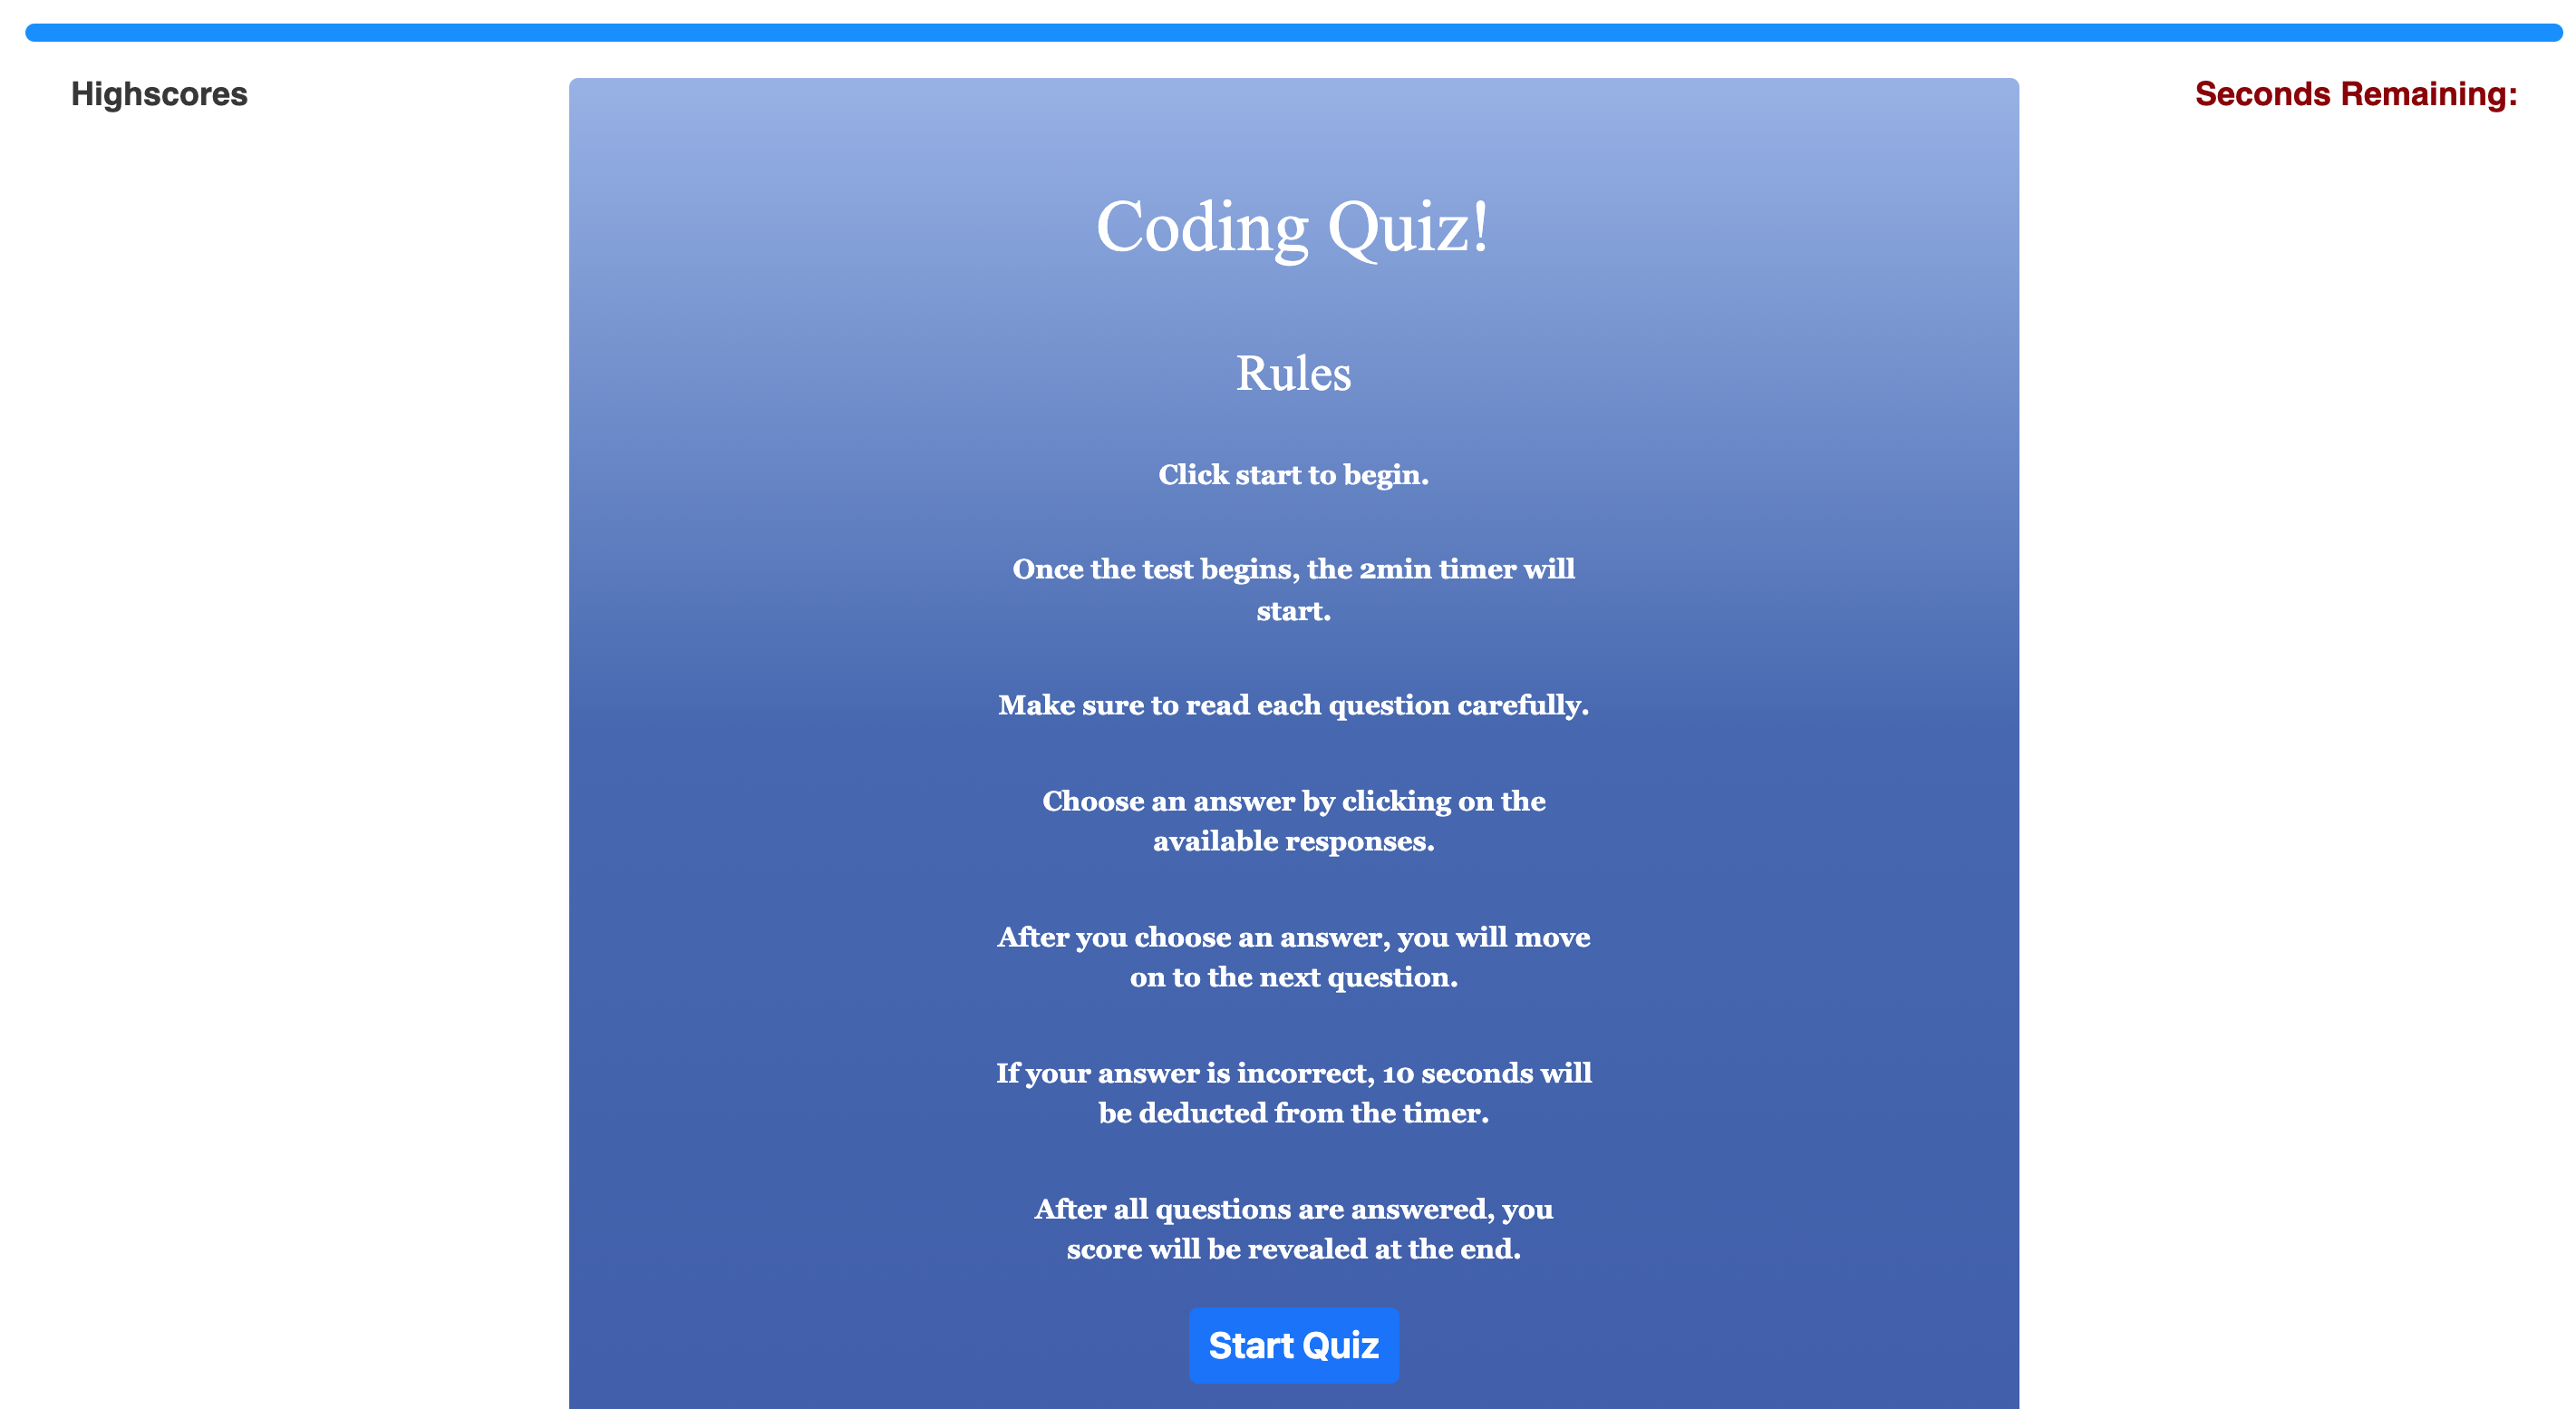 Highscores
Seconds Remaining:
Coding Quiz!
Rules
Click start to begin.
Once the test begins, the 2min timer will
start.
Make sure to read each question carefully.
Choose an answer by clicking on the
available responses.
After you choose an answer, you will move
on to the next question.
If your answer is incorrect, 10 seconds will
be deducted from the timer.
After all questions are answered, you
score will be revealed at the end.
Start Quiz